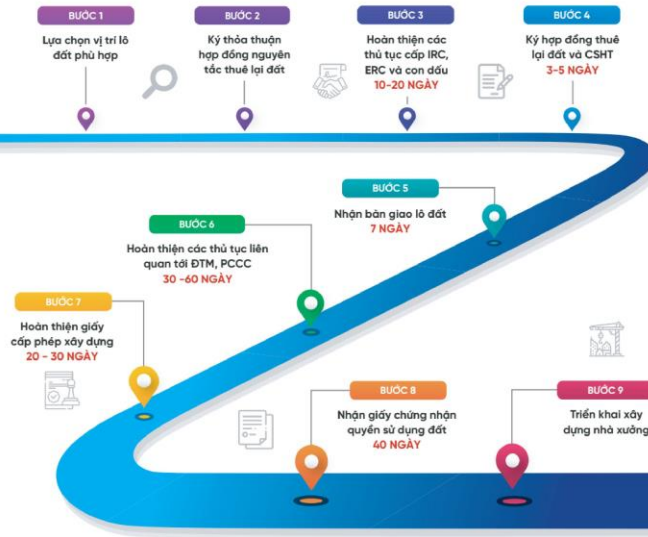 BƯỚC 1
Lựa chọn vị trí lô
đất phù hợp
BƯỚC 2
Ký thỏa thuận
hợp đồng nguyên
tắc thuê lại đất
BƯỚC 3
Hoàn thiện các
thủ tục cấp IRC,
ERC và con dấu
10-20 NGÀY
BƯỚC 4
Ký hợp đồng thuê
lại đất và CSHT
3-5 NGÀY
BƯỚC 5
Nhận bàn giao lô đất
7 NGÀY
BƯỚC 6
Hoàn thiện các thủ tục liên
quan tới ĐTM, PCCC
30 -60 NGÀY
BƯỚC 7
Hoàn thiện giấy
cấp phép xây dựng
20 - 30 NGÀY
BƯỚC 8
Nhận giấy chứng nhận
quyền sử dụng đất
40 NGÀY
BƯỚC 9
Triển khai xây
dựng nhà xưởng